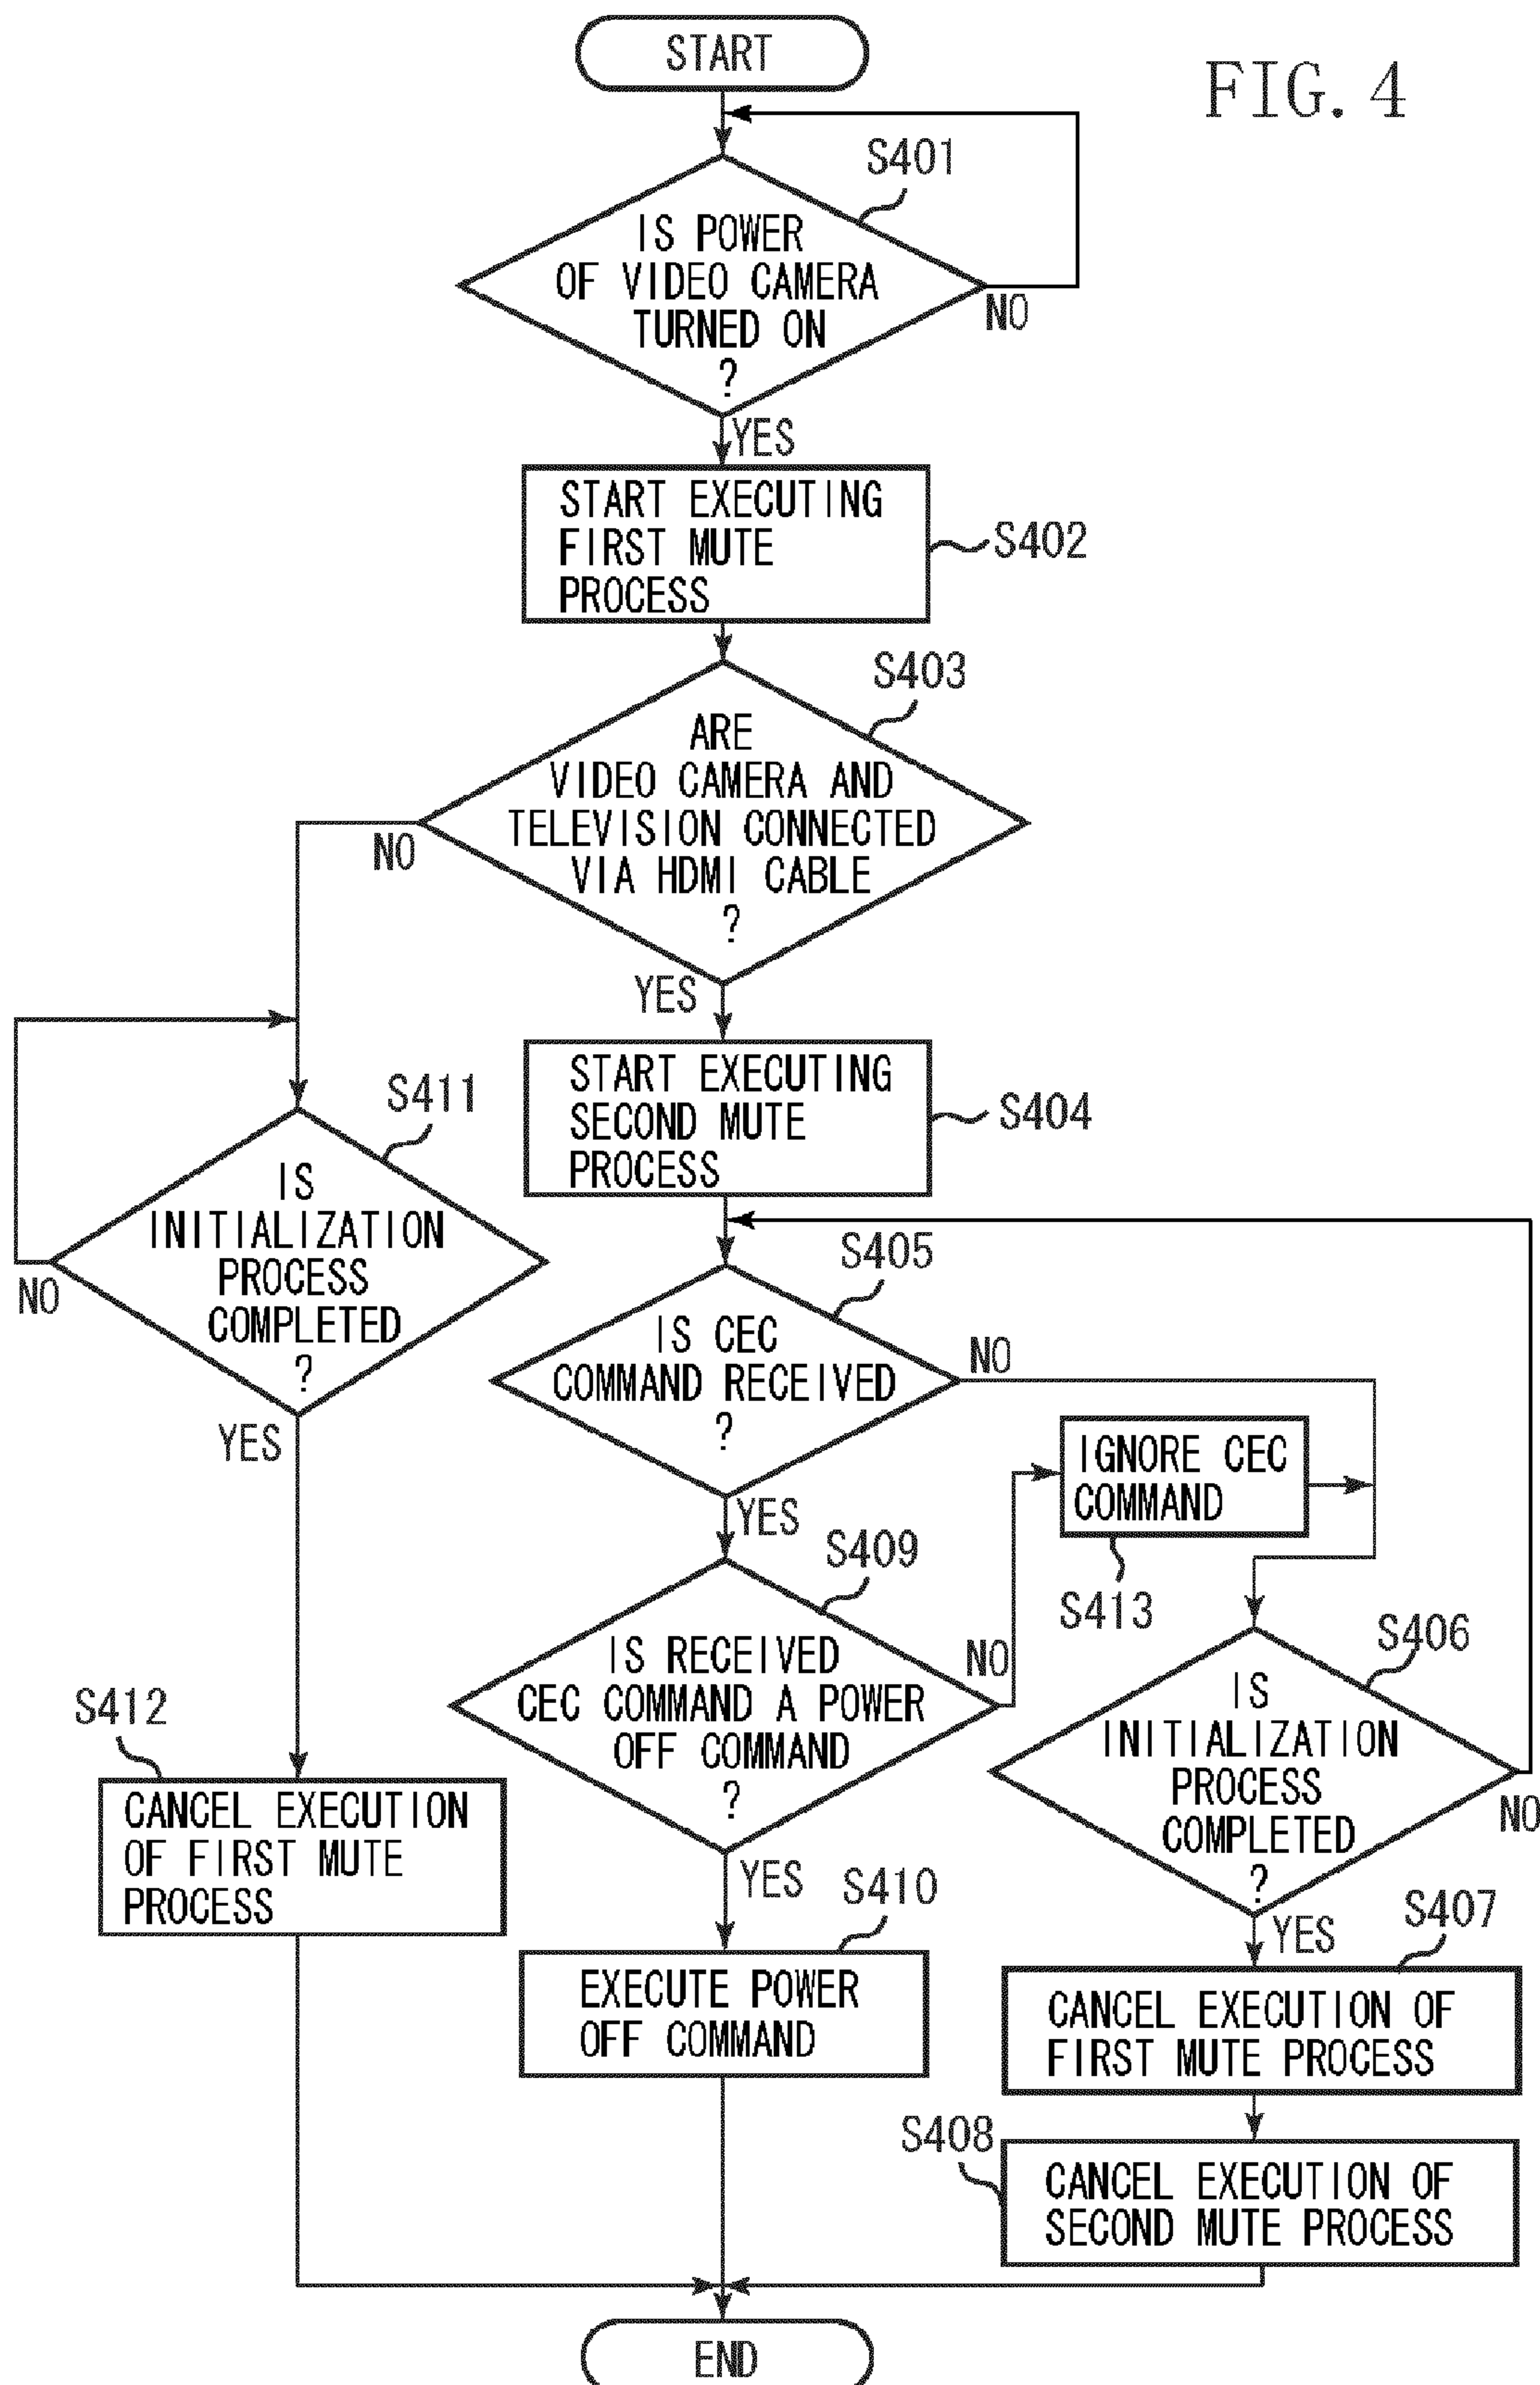 START
FIG. 4
S401
IS POWER
OF VIDEO CAMERA
TURNED ON
?
NO
YES
START EXECUTING
FIRST MUTE
PROCESS
S402
S403
ARE
VIDEO CAMERA AND
TELEVISION CONNECTED
VIA HDMI CABLE
?
NO
YES
START EXECUTING
SECOND MUTE
PROCESS
S404
S411
IS
INITIALIZATION
PROCESS
COMPLETED
?
NO
YES
S405
IS CEC
COMMAND RECEIVED
?
NO
YES
IGNORE CEC
COMMAND
S413
S409
IS RECEIVED
CEC COMMAND A POWER
OFF COMMAND
?
NO
YES
S406
IS
INITIALIZATION
PROCESS
COMPLETED
?
NO
YES
S412
CANCEL EXECUTION
OF FIRST MUTE
PROCESS
S410
EXECUTE POWER
OFF COMMAND
S407
CANCEL EXECUTION OF
FIRST MUTE PROCESS
S408
CANCEL EXECUTION OF
SECOND MUTE PROCESS
END